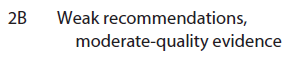 2B Weak recommendations,
moderate-quality evidence